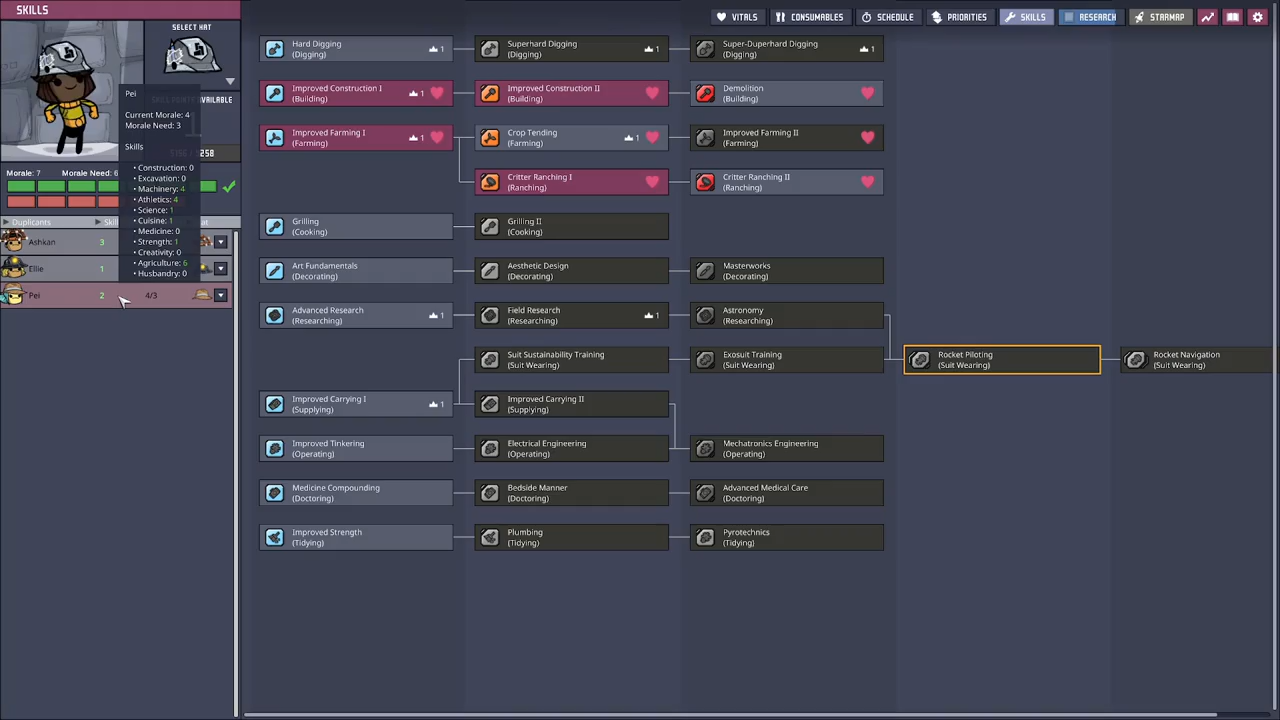 SKILLS
SELECT HAT
VITALS
CONSUMABLES
SCHEDULE
PRIORITIES
SKILLS
RESEARCH
STARMAP
AVAILABLE
Pei
Current Morale: 4
Morale Need: 3
Skills
• Construction: 0
• Excavation: 0
• Machinery: 4
• Athletics: 4
• Science: 1
• Cuisine: 1
• Medicine: 0
• Strength: 1
• Creativity: 0
• Agriculture: 6
• Husbandry: 0
Morale: 7
Morale Need: 6
Duplicants
Ashkan 3
Ellie 1
Pei 2 4/3
Hard Digging 1
(Digging)
Superhard Digging 1
(Digging)
Super-Duperhard Digging 1
(Digging)
Improved Construction I 1
(Building)
Improved Construction II
(Building)
Demolition
(Building)
Improved Farming I 1
(Farming)
Crop Tending 1
(Farming)
Improved Farming II
(Farming)
Critter Ranching I
(Ranching)
Critter Ranching II
(Ranching)
Grilling
(Cooking)
Grilling II
(Cooking)
Art Fundamentals
(Decorating)
Aesthetic Design
(Decorating)
Masterworks
(Decorating)
Advanced Research 1
(Researching)
Field Research 1
(Researching)
Astronomy
(Researching)
Suit Sustainability Training
(Suit Wearing)
Exosuit Training
(Suit Wearing)
Rocket Piloting
(Suit Wearing)
Rocket Navigation
(Suit Wearing)
Improved Carrying I 1
(Supplying)
Improved Carrying II
(Supplying)
Improved Tinkering
(Operating)
Electrical Engineering
(Operating)
Mechatronics Engineering
(Operating)
Medicine Compounding
(Doctoring)
Bedside Manner
(Doctoring)
Advanced Medical Care
(Doctoring)
Improved Strength
(Tidying)
Plumbing
(Tidying)
Pyrotechnics
(Tidying)